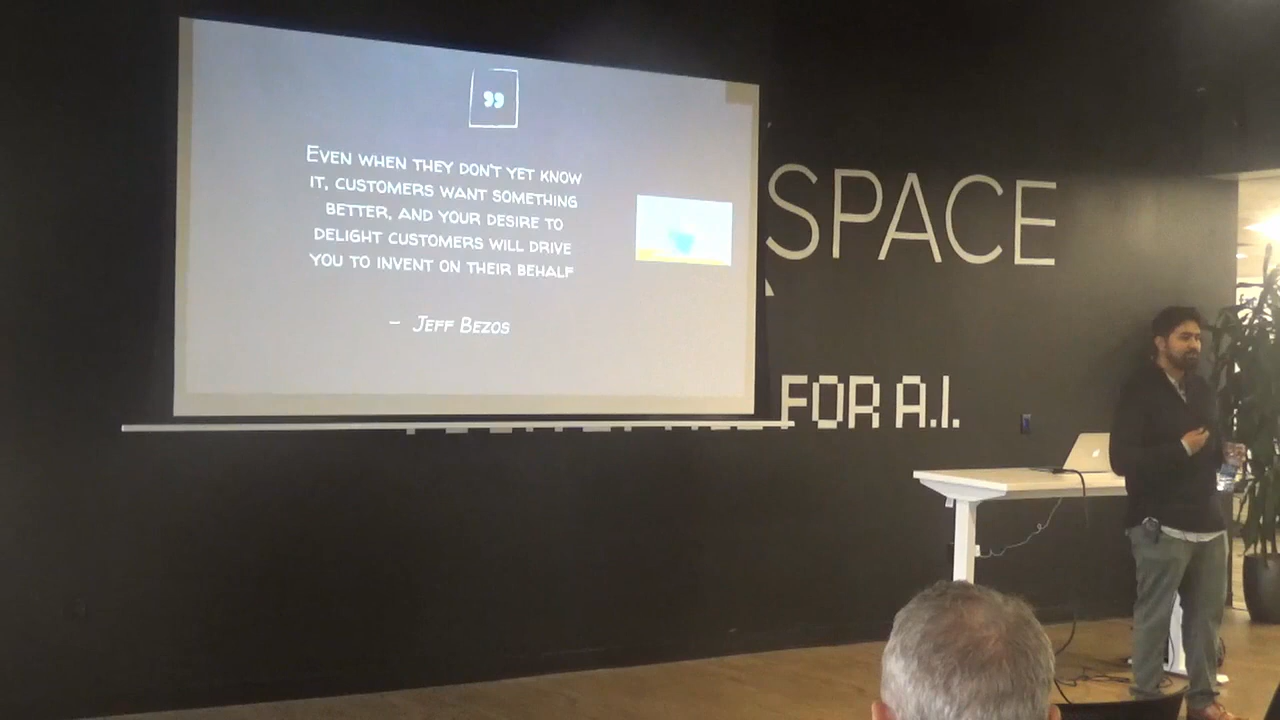 ”
Even when they don't yet know
it, customers want something
better, and your desire to
delight customers will drive
you to invent on their behalf
– Jeff Bezos
SPACE
FOR A.I.